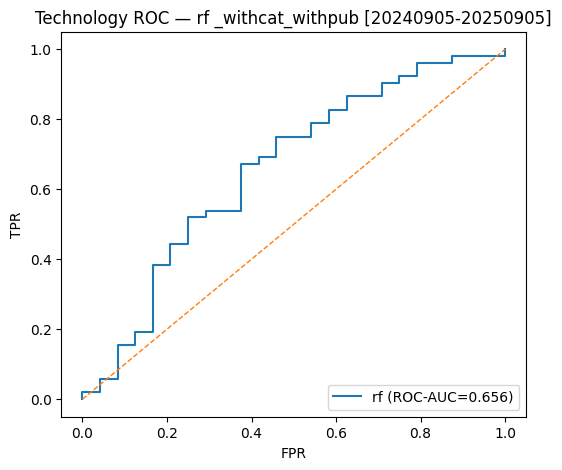 Technology ROC — rf _withcat_withpub [20240905-20250905]
1.0
0.8
0.6
0.4
0.2
0.0
TPR
0.0 0.2 0.4 0.6 0.8 1.0
FPR
rf (ROC-AUC=0.656)